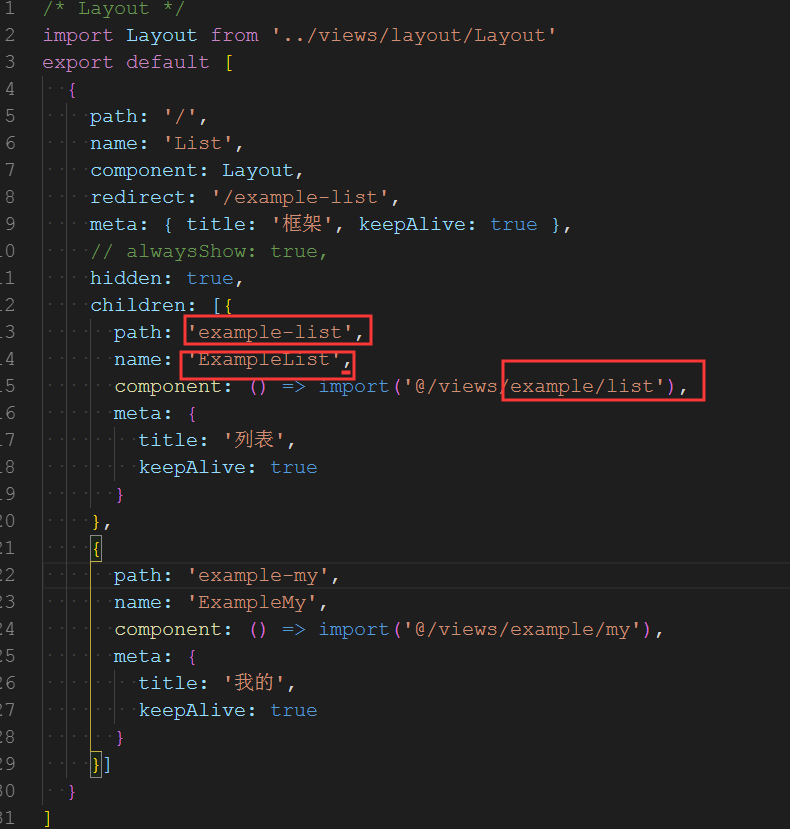 1 /* Layout */
2 import Layout from '../views/layout/Layout'
3 export default [
4 {
5 path: '/',
6 name: 'List',
7 component: Layout,
8 redirect: '/example-list',
9 meta: { title: '框架', keepAlive: true },
10 // alwaysShow: true,
11 hidden: true,
12 children: [{
13 path: 'example-list',
14 name: 'ExampleList',
15 component: () => import('@/views/example/list'),
16 meta: {
17 title: '列表',
18 keepAlive: true
19 }
20 },
21 {
22 path: 'example-my',
23 name: 'ExampleMy',
24 component: () => import('@/views/example/my'),
25 meta: {
26 title: '我的',
27 keepAlive: true
28 }
29 }]
30 }
31 ]